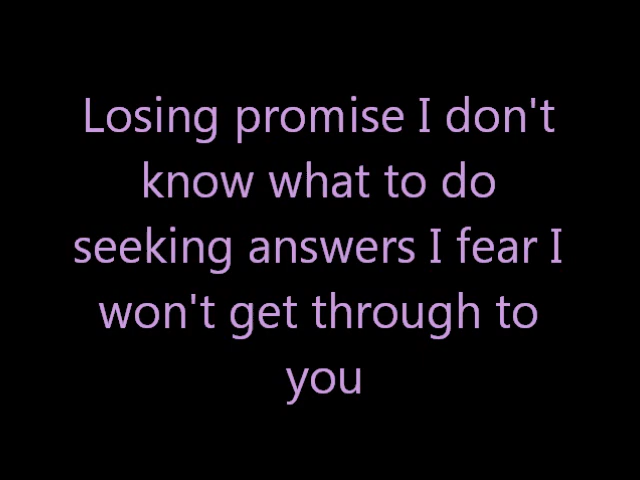 Losing promise I don't
know what to do
seeking answers I fear I
won't get through to
you